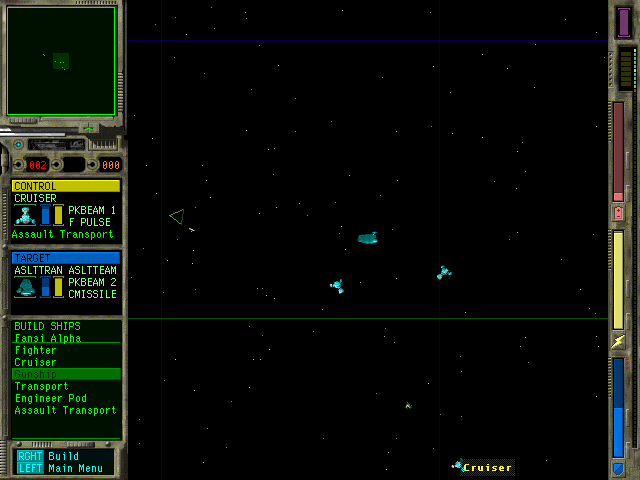 002 000
CONTROL
CRUISER
PKBEAM 1
F PULSE
Assault Transport
TARGET
ASLTTRAN ASLTTEAM
PKBEAM 2
CMISSILE
BUILD SHIPS
Fansi Alpha
Fighter
Cruiser
Gunship
Transport
Engineer Pod
Assault Transport
RGHT Build
LEFT Main Menu
Cruiser